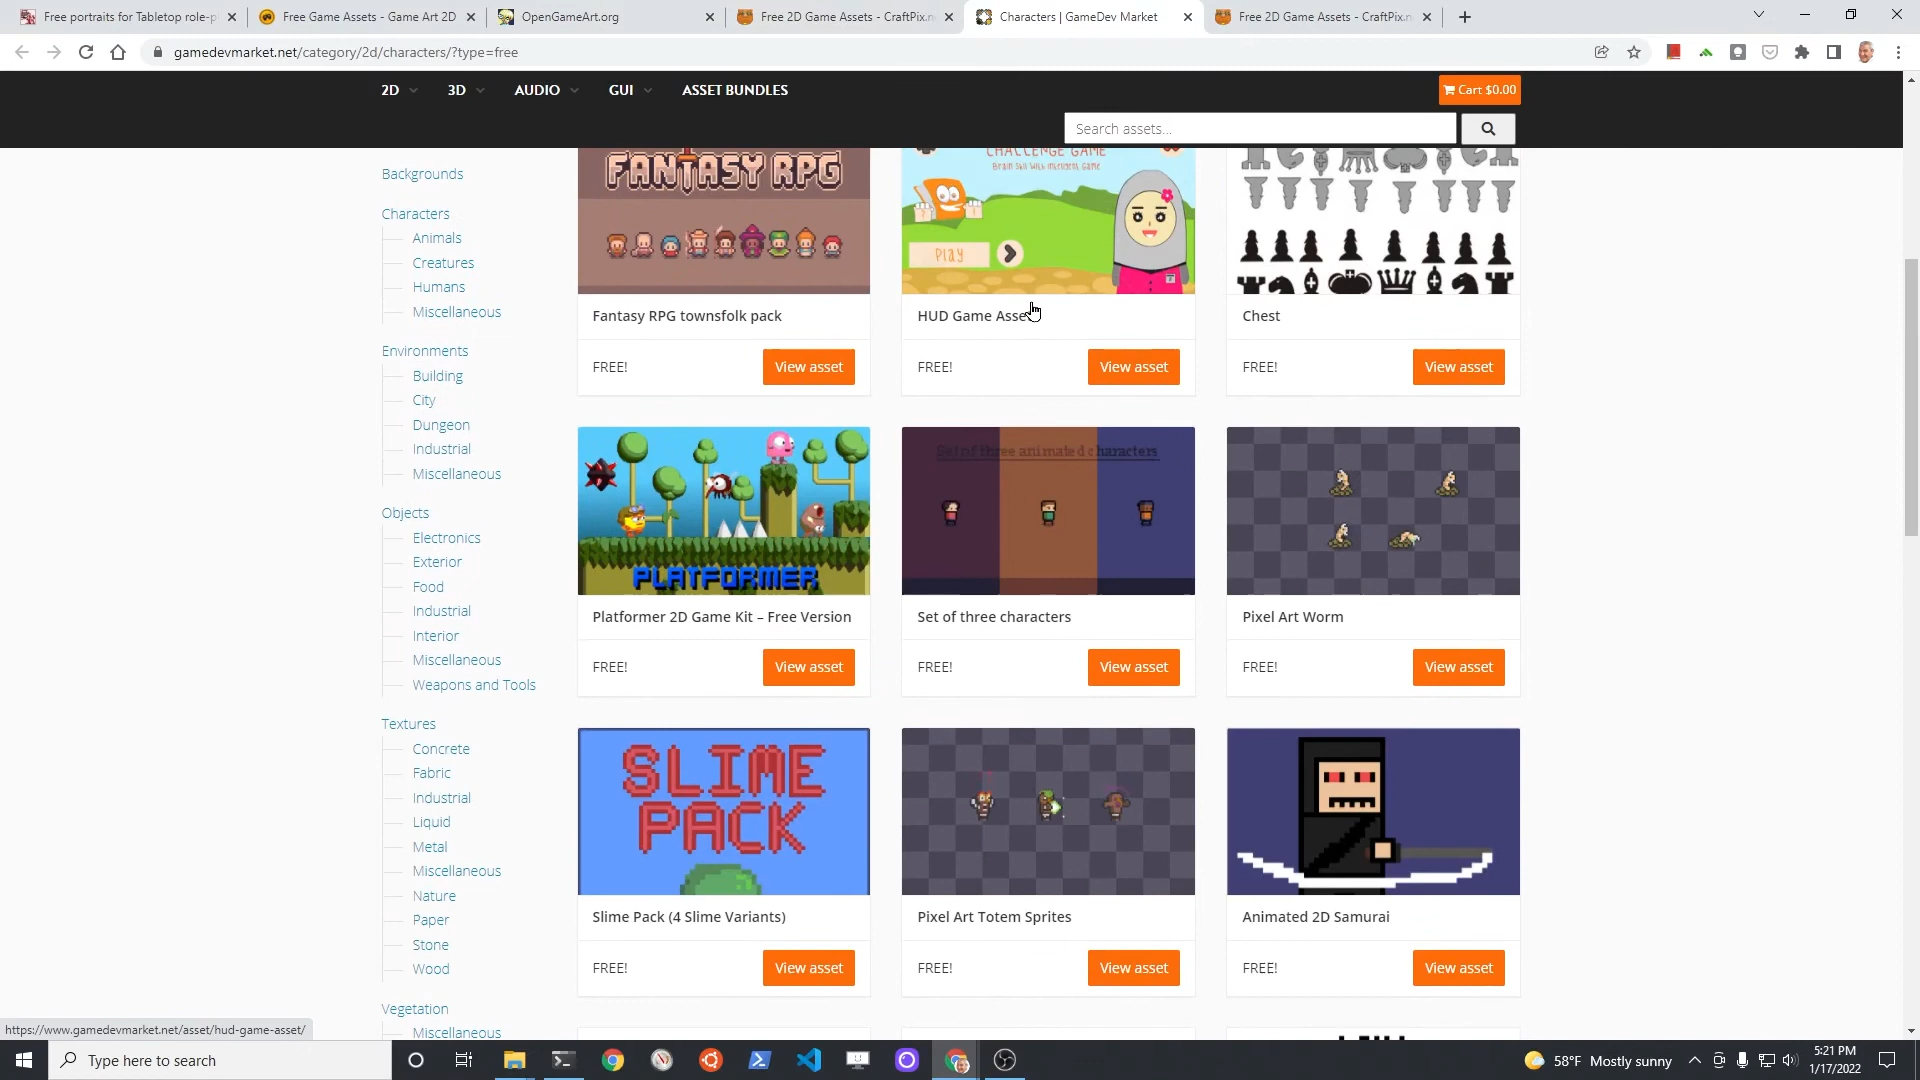 Free portraits for Tabletop role-p
Free Game Assets - Game Art 2D
OpenGameArt.org
Free 2D Game Assets - CraftPix.n
Characters | GameDev Market
Free 2D Game Assets - CraftPix.n
gamedevmarket.net/category/2d/characters/?type=free
2D
3D
AUDIO
GUI
ASSET BUNDLES
Cart $0.00
Search assets...
Backgrounds
Characters
Animals
Creatures
Humans
Miscellaneous
Environments
Building
City
Dungeon
Industrial
Miscellaneous
Objects
Electronics
Exterior
Food
Industrial
Interior
Miscellaneous
Weapons and Tools
Textures
Concrete
Fabric
Industrial
Liquid
Metal
Miscellaneous
Nature
Paper
Stone
Wood
Vegetation
Miscellaneous
FANTASY RPG
Fantasy RPG townsfolk pack
FREE!
View asset
CHALLENGE GAME
Brain Skill With Intelligent Game
Play
HUD Game Asse
FREE!
View asset
Chest
FREE!
View asset
PLATFORMER
Platformer 2D Game Kit – Free Version
FREE!
View asset
Set of three animated characters
Set of three characters
FREE!
View asset
Pixel Art Worm
FREE!
View asset
SLIME
PACK
Slime Pack (4 Slime Variants)
FREE!
View asset
Pixel Art Totem Sprites
FREE!
View asset
Animated 2D Samurai
FREE!
View asset
https://www.gamedevmarket.net/asset/hud-game-asset/
Type here to search
58°F Mostly sunny
5:21 PM
1/17/2022